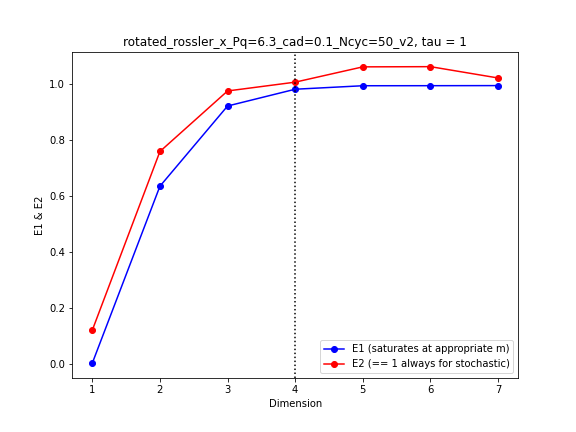 rotated_rossler_x_Pq=6.3_cad=0.1_Ncyc=50_v2, tau = 1
1.0
0.8
0.6
0.4
0.2
0.0
E1 & E2
E1 (saturates at appropriate m)
E2 (== 1 always for stochastic)
1 2 3 4 5 6 7
Dimension